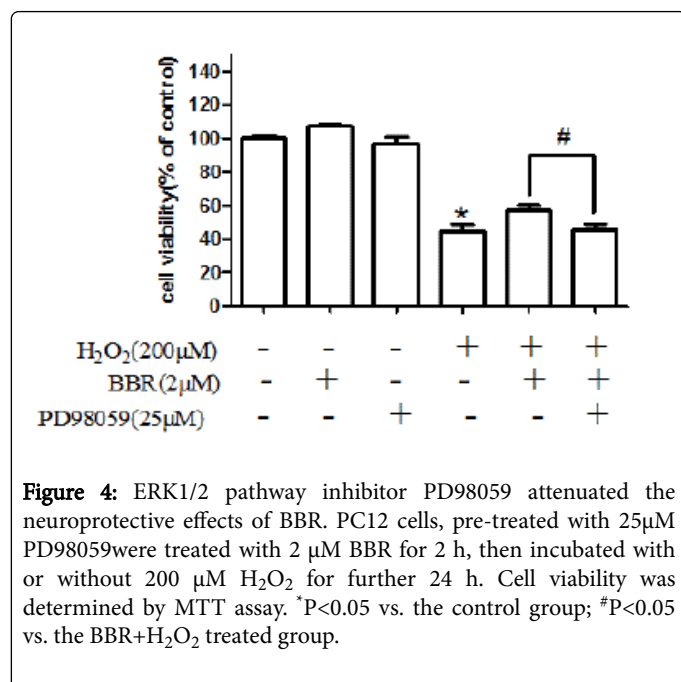 140
120
100
80
60
40
20
0
cell viability(% of control)
*
#
H₂O₂(200μM) - - - + + +
BBR(2μM) - + - - + +
PD98059(25μM) - - + - - +
Figure 4: ERK1/2 pathway inhibitor PD98059 attenuated the
neuroprotective effects of BBR. PC12 cells, pre-treated with 25μM
PD98059were treated with 2 μM BBR for 2 h, then incubated with
or without 200 μM H₂O₂ for further 24 h. Cell viability was
determined by MTT assay. *P<0.05 vs. the control group; #P<0.05
vs. the BBR+H₂O₂ treated group.